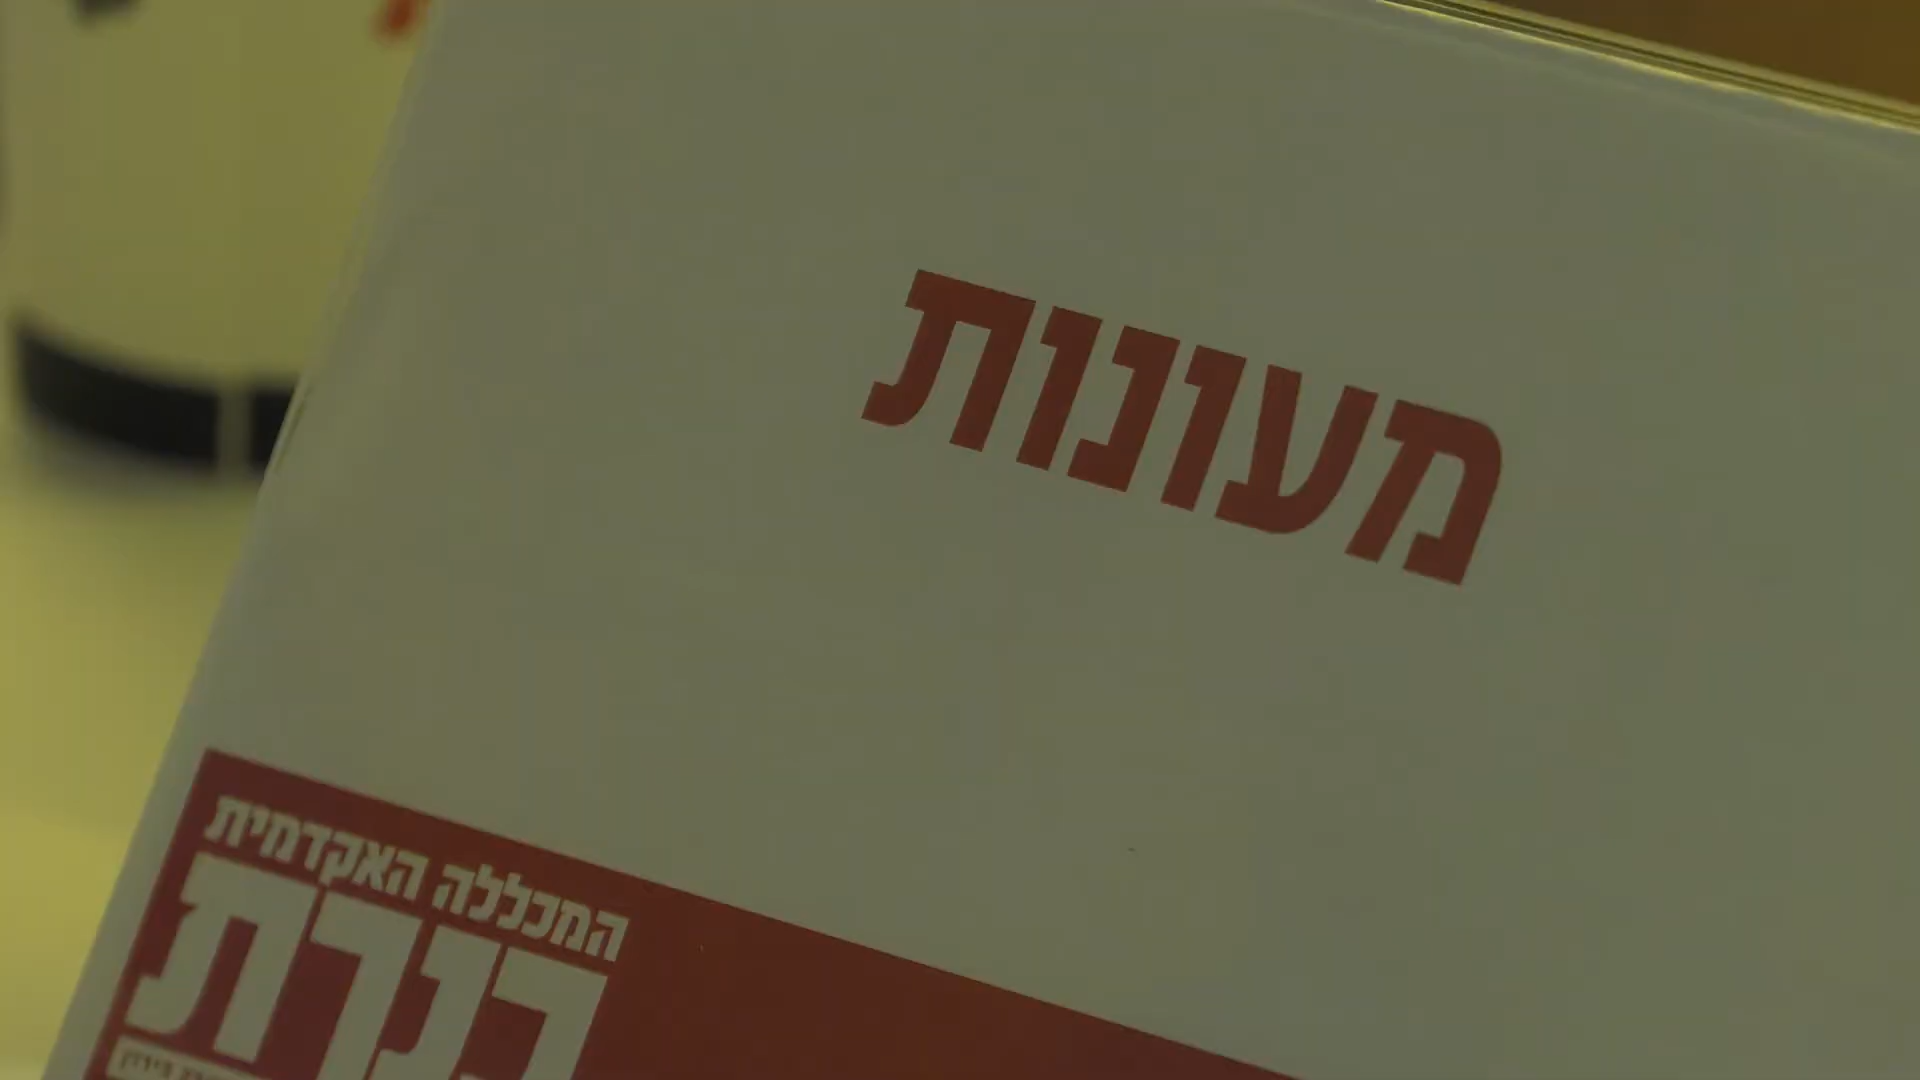 מעונות
המכללה האקדמית
כנרת